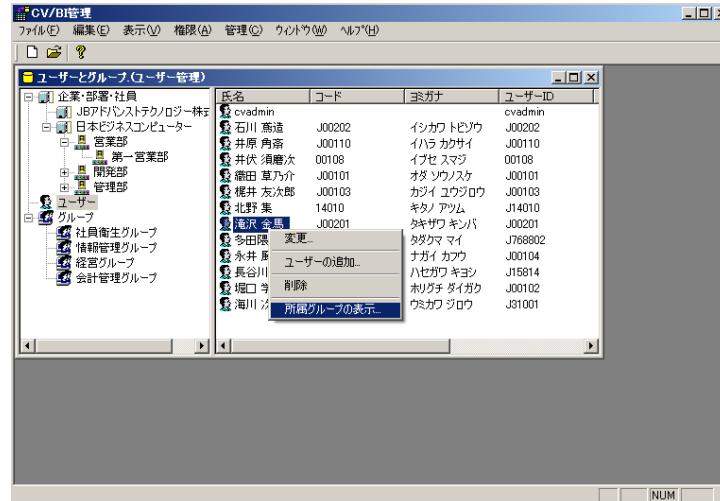 CV/BI管理
ファイル(F) 編集(E) 表示(V) 権限(A) 管理(C) ウィンドウ(W) ヘルプ(H)
ユーザーとグループ.(ユーザー管理)
企業・部署・社員
JBアドバンストテクノロジー株
日本ビジネスコンピューター
営業部
第一営業部
開発部
管理部
ユーザー
グループ
社員衛生グループ
情報管理グループ
経営グループ
会計管理グループ
氏名 コード ヨミガナ ユーザーID
cvadmin cvadmin
石川 蔦造 J00202 イシカワ トビゾウ J00202
井原 角斎 J00110 イハラ カクサイ J00110
井伏 須磨次 00108 イブセ スマジ 00108
織田 草乃介 J00101 オダ ソウノスケ J00101
梶井 友次郎 J00103 カジイ ユウジロウ J00103
北野 集 14010 キタノ アツム J14010
滝沢 金馬 J00201 タキザワ キンバ J00201
多田隈 タダクマ マイ J768802
永井 ナガイ カフウ J00104
長谷川 ハセガワ キヨシ J15814
堀口 ホリグチ ダイガク J00102
海川 ウミカワ ジロウ J31001
変更...
ユーザーの追加...
削除
所属グループの表示...
NUM